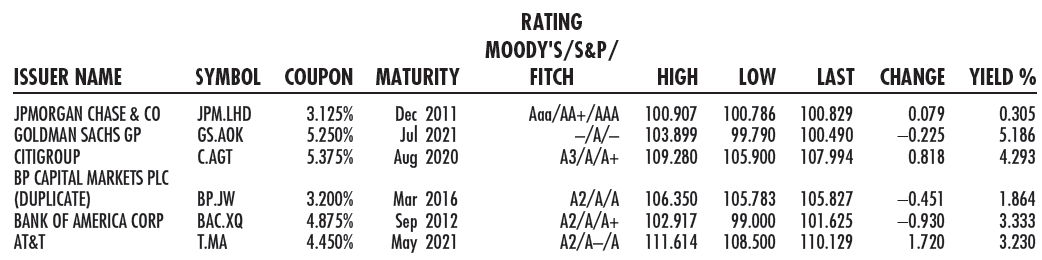 RATING
MOODY'S/S&P/
ISSUER NAME SYMBOL COUPON MATURITY FITCH HIGH LOW LAST CHANGE YIELD %
JPMORGAN CHASE & CO JPM.LHD 3.125% Dec 2011 Aaa/AA+/AAA 100.907 100.786 100.829 0.079 0.305
GOLDMAN SACHS GP GS.AOK 5.250% Jul 2021 –/A/– 103.899 99.790 100.490 –0.225 5.186
CITIGROUP C.AGT 5.375% Aug 2020 A3/A/A+ 109.280 105.900 107.994 0.818 4.293
BP CAPITAL MARKETS PLC
(DUPLICATE) BP.JW 3.200% Mar 2016 A2/A/A 106.350 105.783 105.827 –0.451 1.864
BANK OF AMERICA CORP BAC.XQ 4.875% Sep 2012 A2/A/A+ 102.917 99.000 101.625 –0.930 3.333
AT&T T.MA 4.450% May 2021 A2/A–/A 111.614 108.500 110.129 1.720 3.230